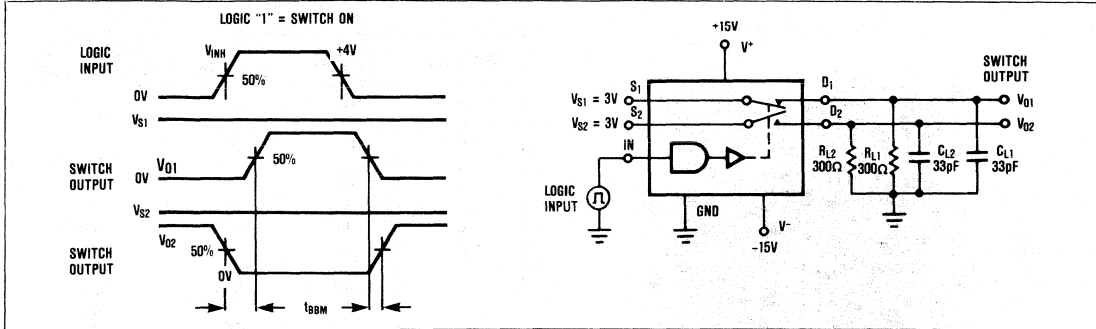 LOGIC "1" = SWITCH ON
LOGIC
INPUT
VINH
+4V
50%
0V
VS1
SWITCH
OUTPUT
VO1
50%
0V
VS2
SWITCH
OUTPUT
VO2
50%
0V
tBBM
+15V
V+
SWITCH
OUTPUT
S1
D1
VS1 = 3V
VO1
S2
D2
VS2 = 3V
VO2
IN
RL2
300Ω
RL1
300Ω
CL2
33pF
CL1
33pF
LOGIC
INPUT
GND
V-
-15V